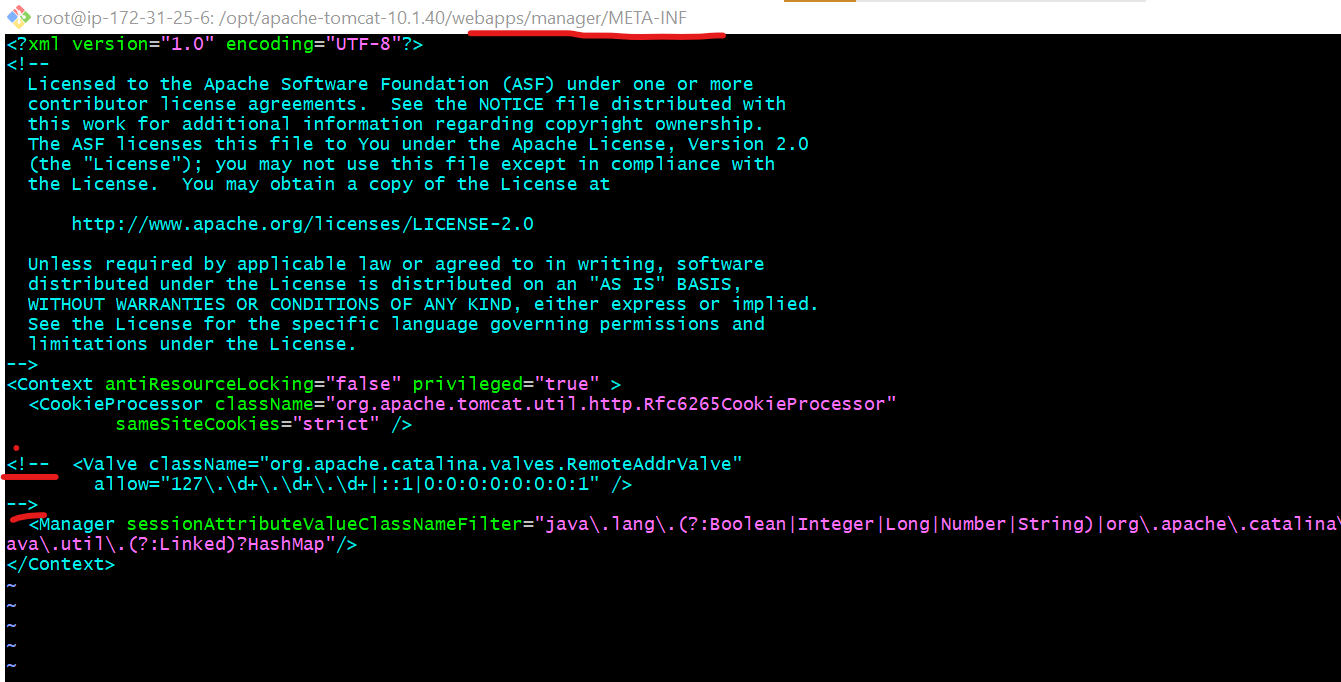 root@ip-172-31-25-6: /opt/apache-tomcat-10.1.40/webapps/manager/META-INF
<?xml version="1.0" encoding="UTF-8"?>
<!--
  Licensed to the Apache Software Foundation (ASF) under one or more
  contributor license agreements.  See the NOTICE file distributed with
  this work for additional information regarding copyright ownership.
  The ASF licenses this file to You under the Apache License, Version 2.0
  (the "License"); you may not use this file except in compliance with
  the License.  You may obtain a copy of the License at

      http://www.apache.org/licenses/LICENSE-2.0

  Unless required by applicable law or agreed to in writing, software
  distributed under the License is distributed on an "AS IS" BASIS,
  WITHOUT WARRANTIES OR CONDITIONS OF ANY KIND, either express or implied.
  See the License for the specific language governing permissions and
  limitations under the License.
-->
<Context antiResourceLocking="false" privileged="true" >
  <CookieProcessor className="org.apache.tomcat.util.http.Rfc6265CookieProcessor"
          sameSiteCookies="strict" />

<!--  <Valve className="org.apache.catalina.valves.RemoteAddrValve"
        allow="127\.\d+\.\d+\.\d+|::1|0:0:0:0:0:0:0:1" />
-->
  <Manager sessionAttributeValueClassNameFilter="java\.lang\.(?:Boolean|Integer|Long|Number|String)|org\.apache\.catalina\
ava\.util\.(?:Linked)?HashMap"/>
</Context>
~
~
~
~
~